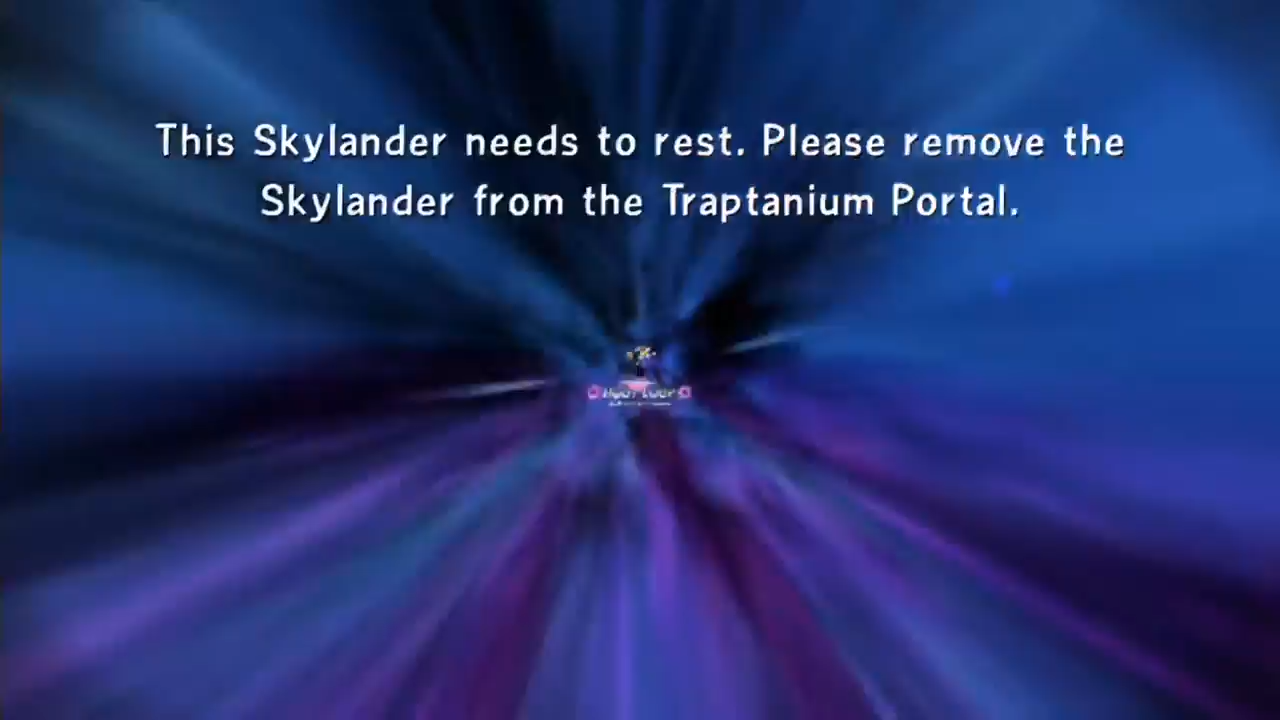 This Skylander needs to rest. Please remove the
Skylander from the Traptanium Portal.